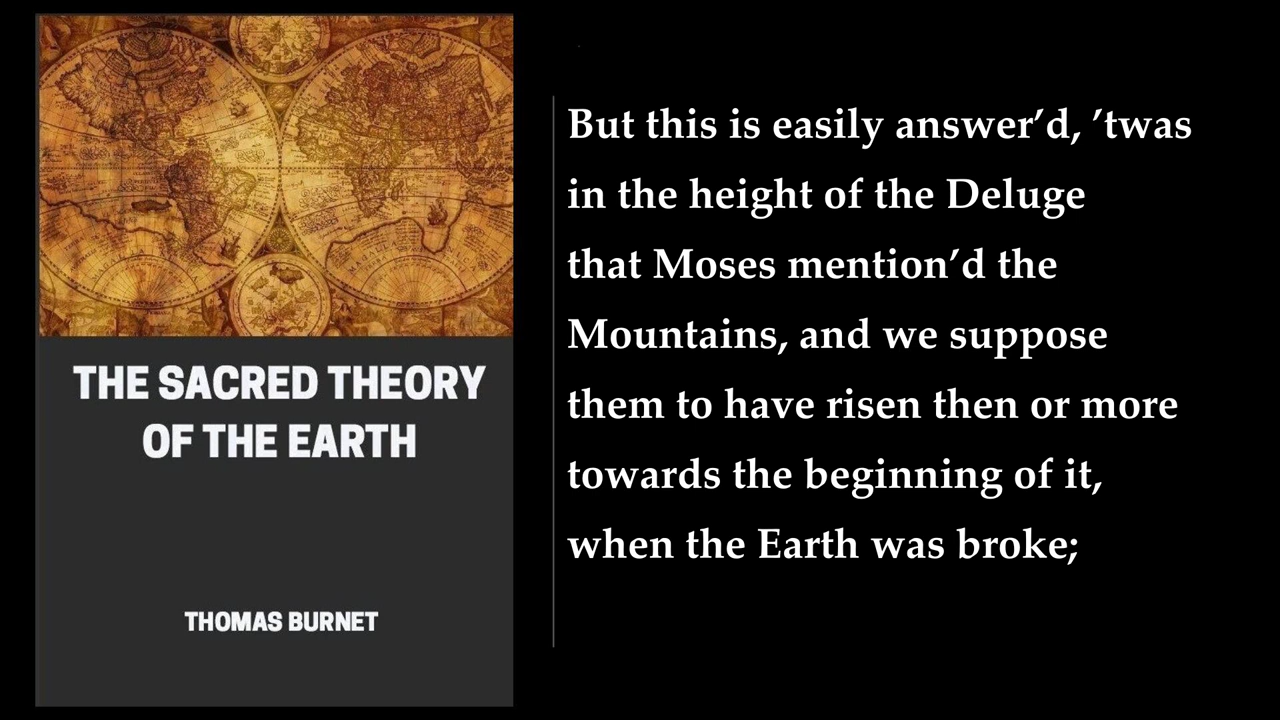 THE SACRED THEORY
OF THE EARTH
THOMAS BURNET
But this is easily answer’d, ’twas
in the height of the Deluge
that Moses mention’d the
Mountains, and we suppose
them to have risen then or more
towards the beginning of it,
when the Earth was broke;